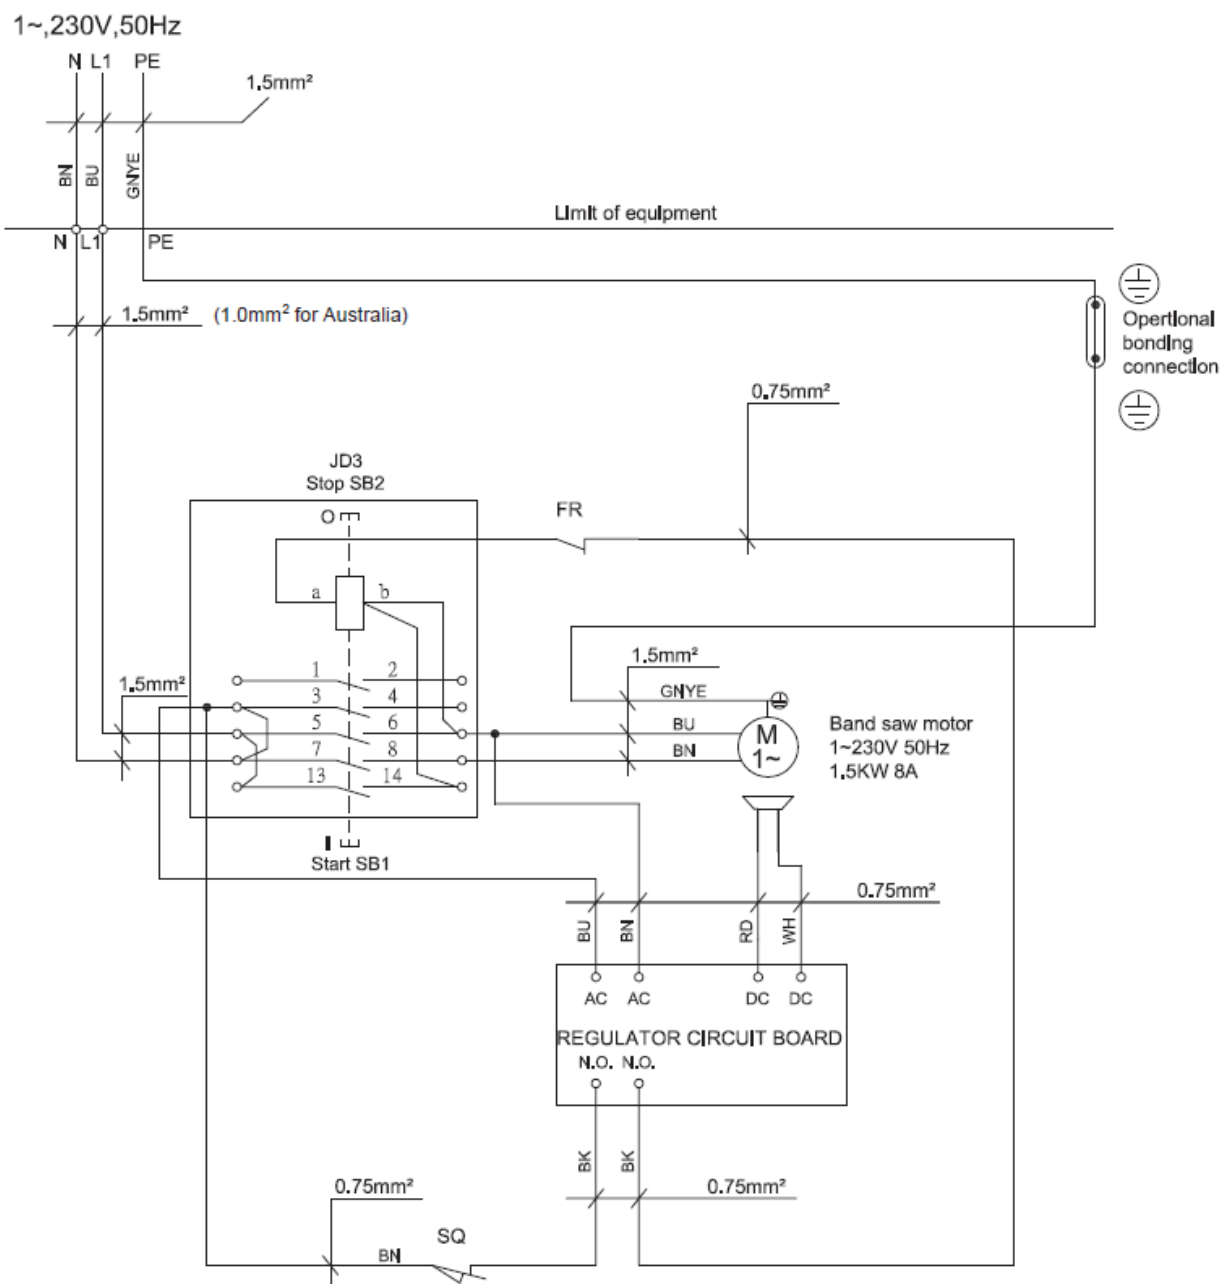 1~,230V,50Hz
N L1 PE
1.5mm²
BN BU GNYE
Limit of equipment
N L1 PE
1.5mm² (1.0mm² for Australia)
Opertional
bonding
connection
0.75mm²
JD3
Stop SB2
O
FR
a b
1 2
3 4
5 6
7 8
13 14
1.5mm²
1.5mm²
GNYE
BU
BN
M
1~
Band saw motor
1~230V 50Hz
1.5KW 8A
I
Start SB1
0.75mm²
BU BN RD WH
AC AC DC DC
REGULATOR CIRCUIT BOARD
N.O. N.O.
BK BK
0.75mm² 0.75mm²
SQ
BN